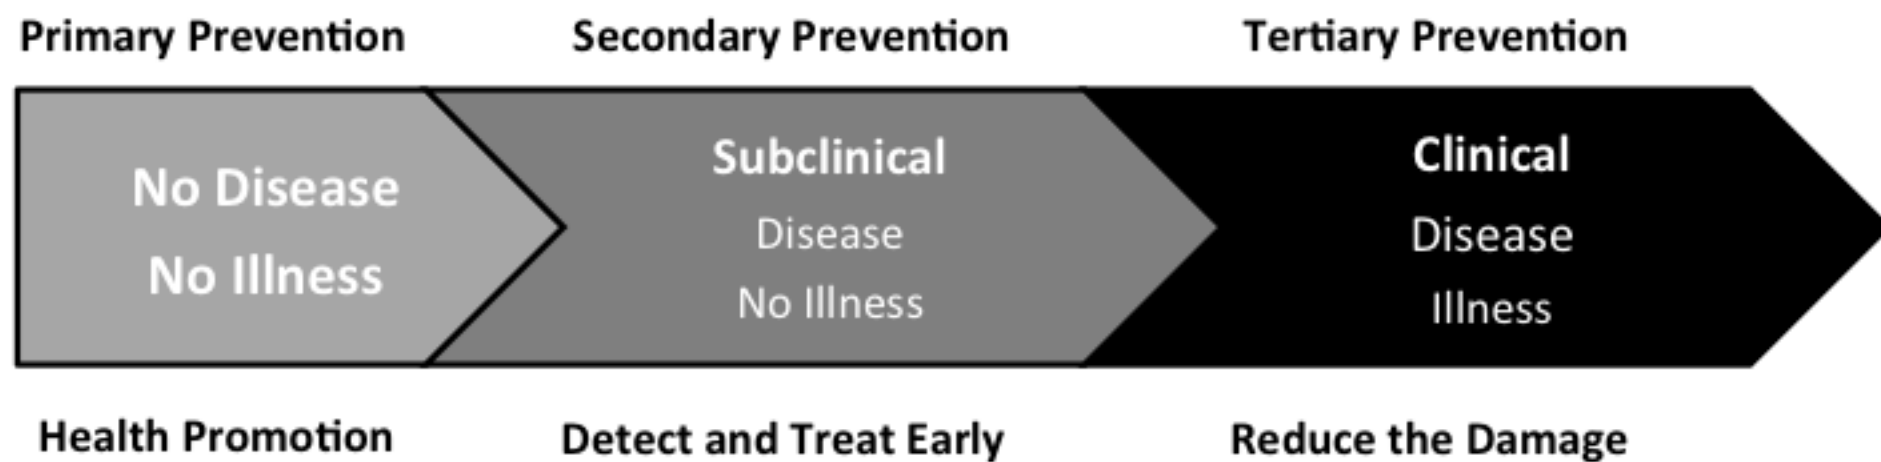 Primary Prevention
Secondary Prevention
Tertiary Prevention
No Disease
No Illness
Subclinical
Disease
No Illness
Clinical
Disease
Illness
Health Promotion
Detect and Treat Early
Reduce the Damage